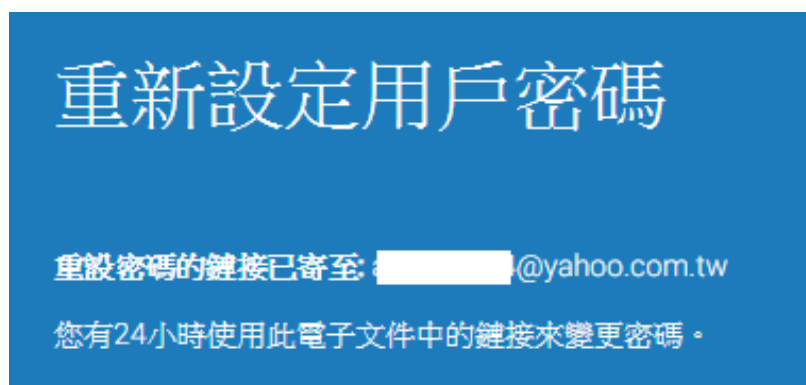 重新設定用戶密碼
重設密碼的鏈接已寄至: @yahoo.com.tw
您有24小時使用此電子文件中的鏈接來變更密碼。